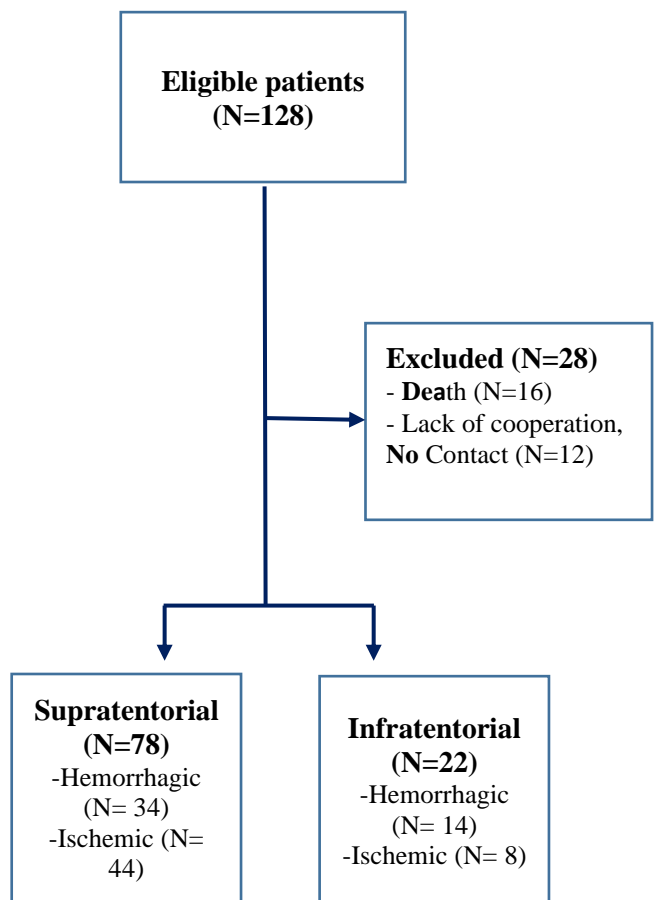 Eligible patients
(N=128)
Excluded (N=28)
- Death (N=16)
- Lack of cooperation,
No Contact (N=12)
Supratentorial
(N=78)
-Hemorrhagic
(N= 34)
-Ischemic (N=
44)
Infratentorial
(N=22)
-Hemorrhagic
(N= 14)
-Ischemic (N= 8)